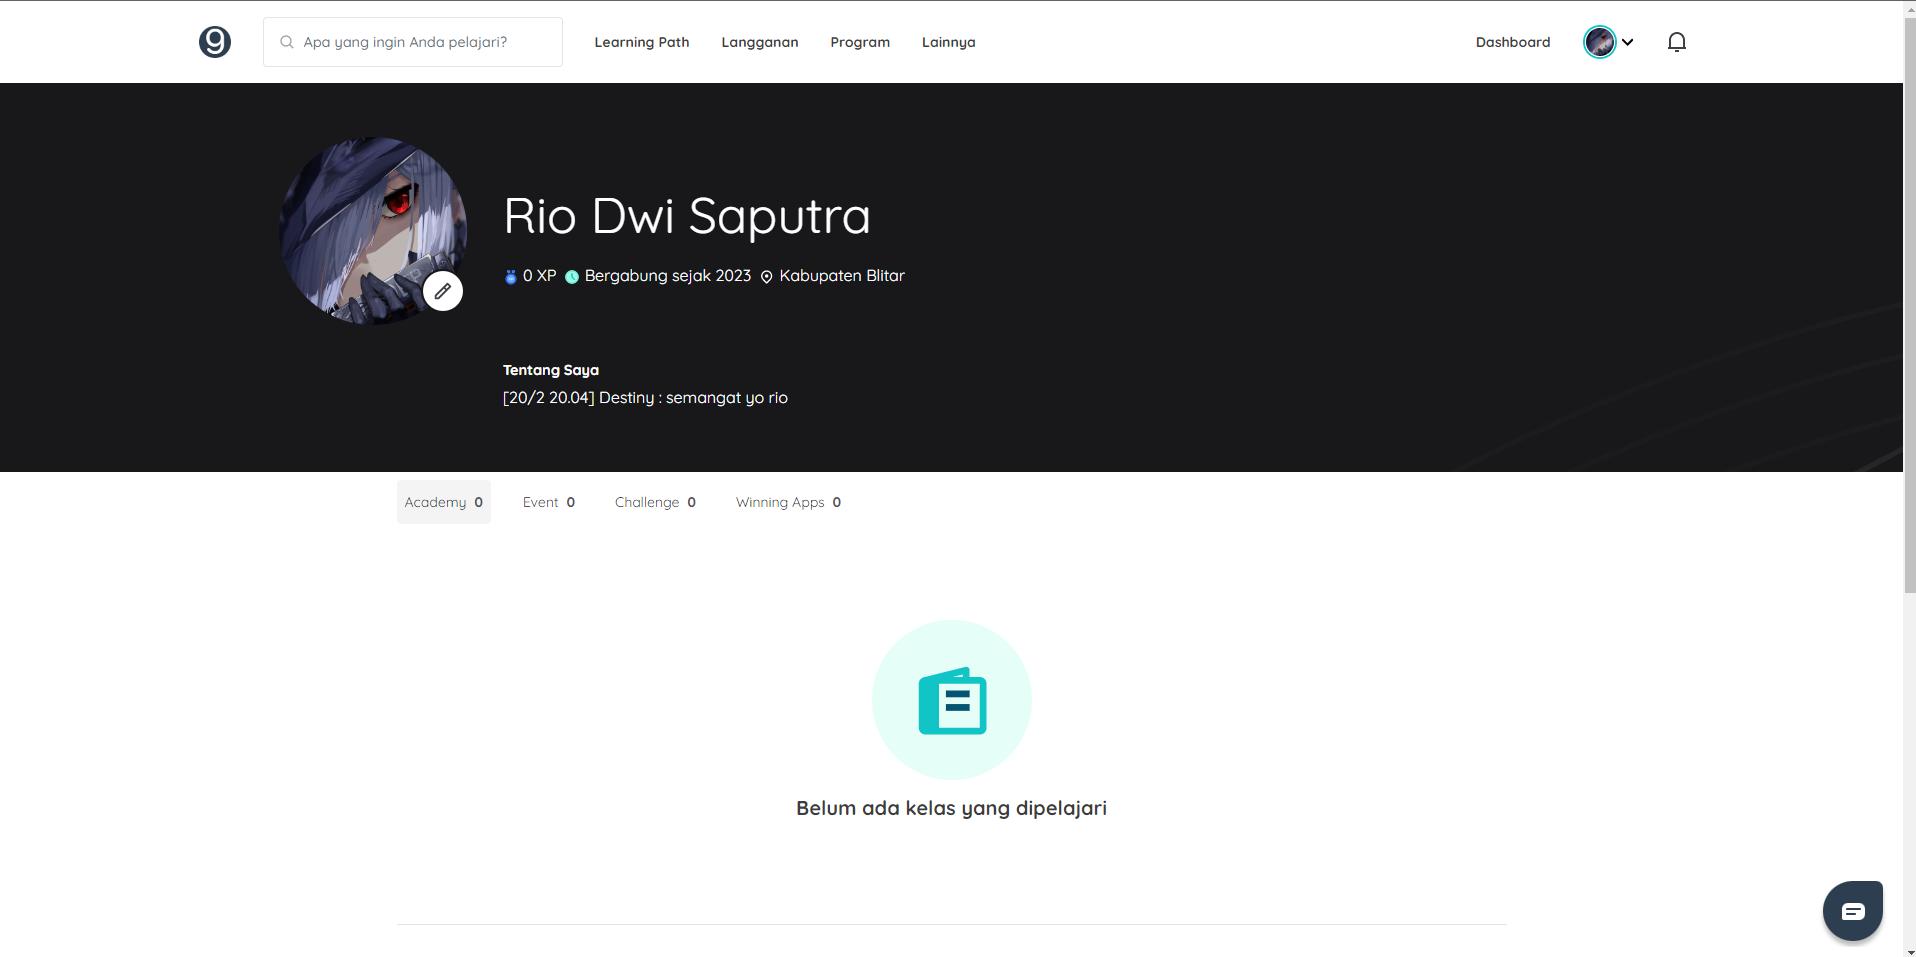 Apa yang ingin Anda pelajari?
Learning Path
Langganan
Program
Lainnya
Dashboard
Rio Dwi Saputra
0 XP Bergabung sejak 2023 Kabupaten Blitar
Tentang Saya
[20/2 20.04] Destiny : semangat yo rio
Academy 0
Event 0
Challenge 0
Winning Apps 0
Belum ada kelas yang dipelajari